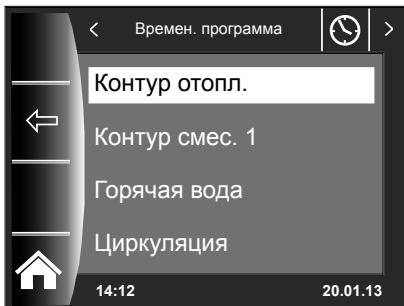 Времен. программа
Контур отопл.
Контур смес. 1
Горячая вода
Циркуляция
14:12 20.01.13